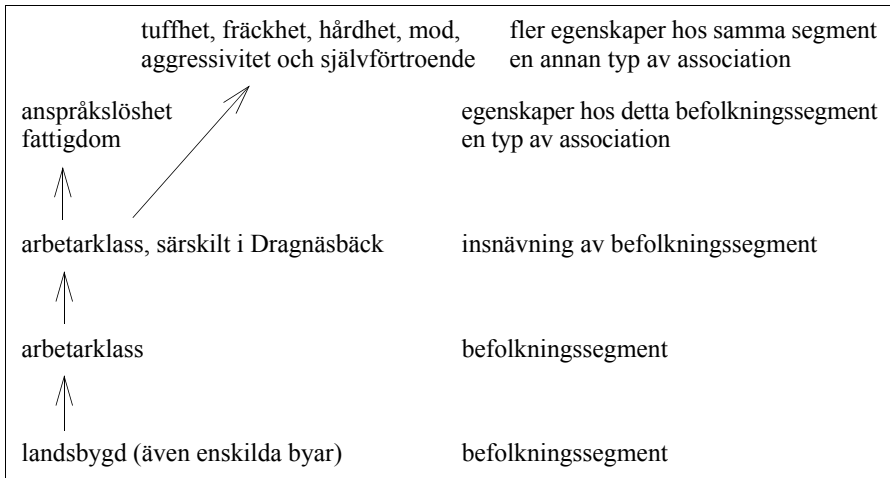 tuffhet, fräckhet, hårdhet, mod, fler egenskaper hos samma segment
aggressivitet och självförtroende en annan typ av association
anspråkslöshet egenskaper hos detta befolkningssegment
fattigdom en typ av association
arbetarklass, särskilt i Dragnäsbäck insnävning av befolkningssegment
arbetarklass befolkningssegment
landsbygd (även enskilda byar) befolkningssegment